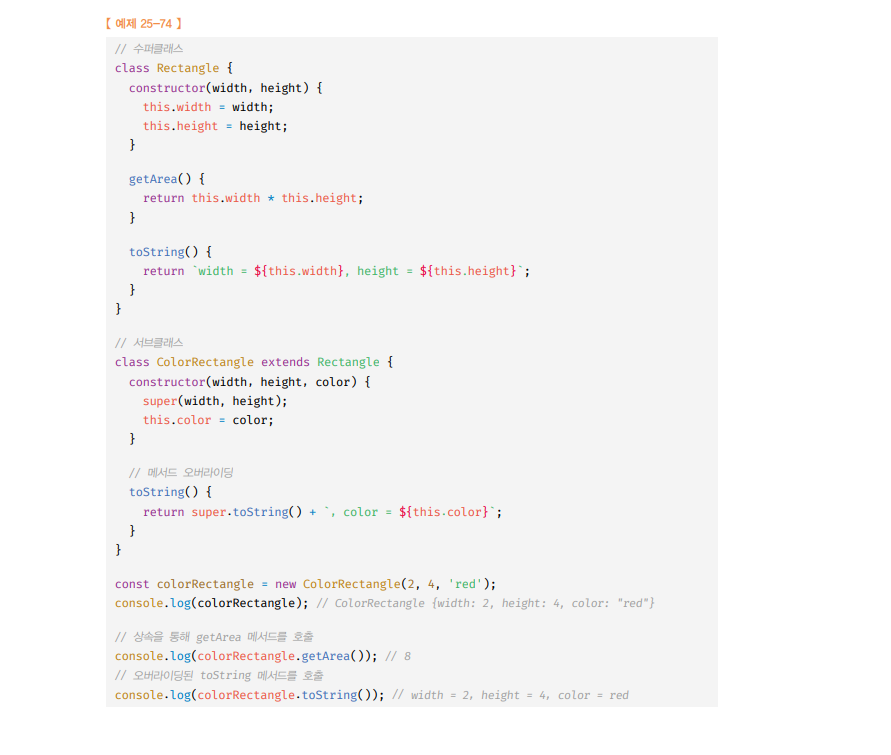 【 예제 25-74 】
// 수퍼클래스
class Rectangle {
  constructor(width, height) {
    this.width = width;
    this.height = height;
  }

  getArea() {
    return this.width * this.height;
  }

  toString() {
    return `width = ${this.width}, height = ${this.height}`;
  }
}

// 서브클래스
class ColorRectangle extends Rectangle {
  constructor(width, height, color) {
    super(width, height);
    this.color = color;
  }

  // 메서드 오버라이딩
  toString() {
    return super.toString() + `, color = ${this.color}`;
  }
}

const colorRectangle = new ColorRectangle(2, 4, 'red');
console.log(colorRectangle); // ColorRectangle {width: 2, height: 4, color: "red"}

// 상속을 통해 getArea 메서드를 호출
console.log(colorRectangle.getArea()); // 8
// 오버라이딩된 toString 메서드를 호출
console.log(colorRectangle.toString()); // width = 2, height = 4, color = red